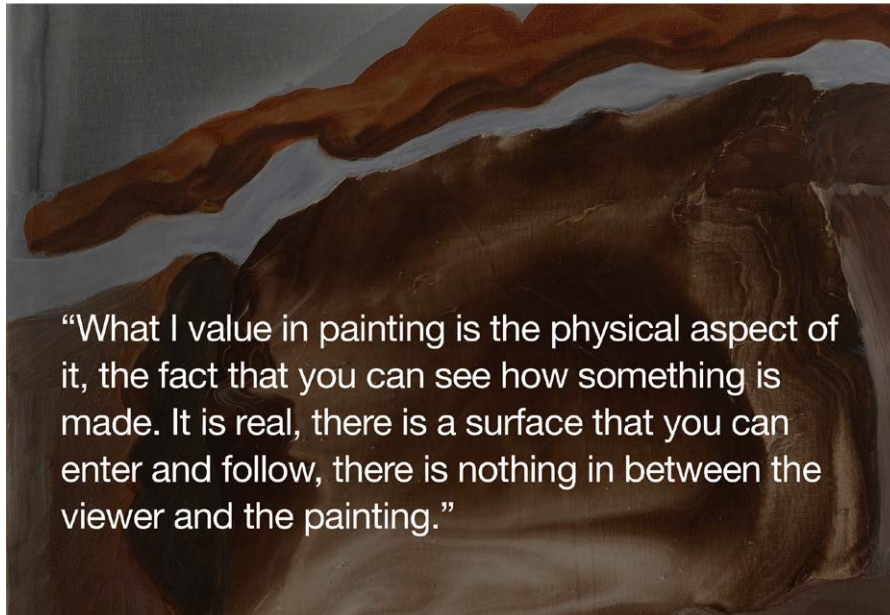 “What I value in painting is the physical aspect of
it, the fact that you can see how something is
made. It is real, there is a surface that you can
enter and follow, there is nothing in between the
viewer and the painting.”